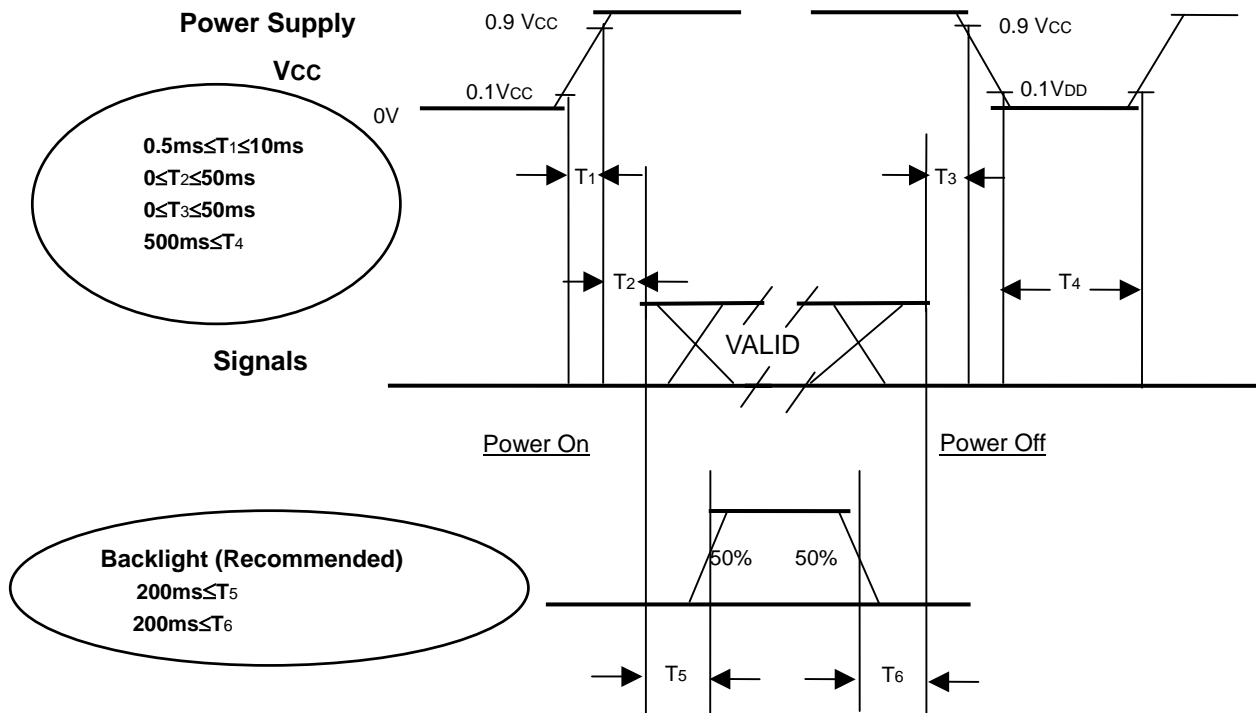 Power Supply
0.9 VCC
0.9 VCC
VCC
0.1VCC
0.1VDD
0V
0.5ms≤T1≤10ms
0≤T2≤50ms
0≤T3≤50ms
500ms≤T4
T1
T3
T2
T4
VALID
Signals
Power On
Power Off
Backlight (Recommended)
200ms≤T5
200ms≤T6
50%
50%
T5
T6